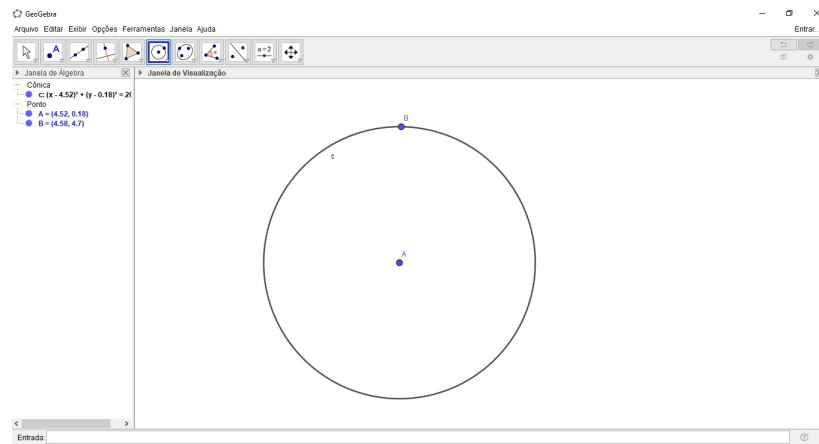 GeoGebra
Arquivo Editar Exibir Opções Ferramentas Janela Ajuda
Entrar...
A
a = 2
Janela de Álgebra
Janela de Visualização
Cônica
c: (x - 4.52)² + (y - 0.18)² = 2
Ponto
A = (4.52, 0.18)
B = (4.58, 4.7)
B
c
A
Entrada: